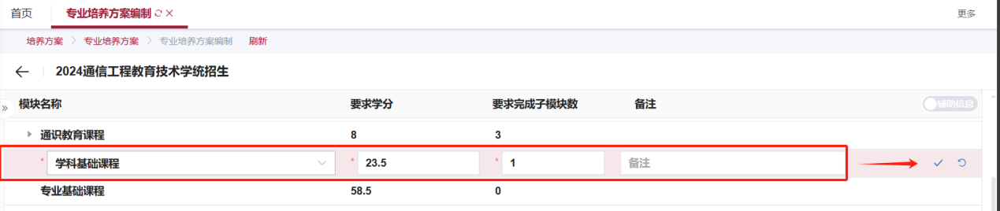 首页 专业培养方案编制 更多
培养方案 专业培养方案 专业培养方案编制 刷新
2024通信工程教育技术学统招生
模块名称 要求学分 要求完成子模块数 备注 辅助信息
通识教育课程 8 3
* 学科基础课程 * 23.5 * 1 备注
专业基础课程 58.5 0